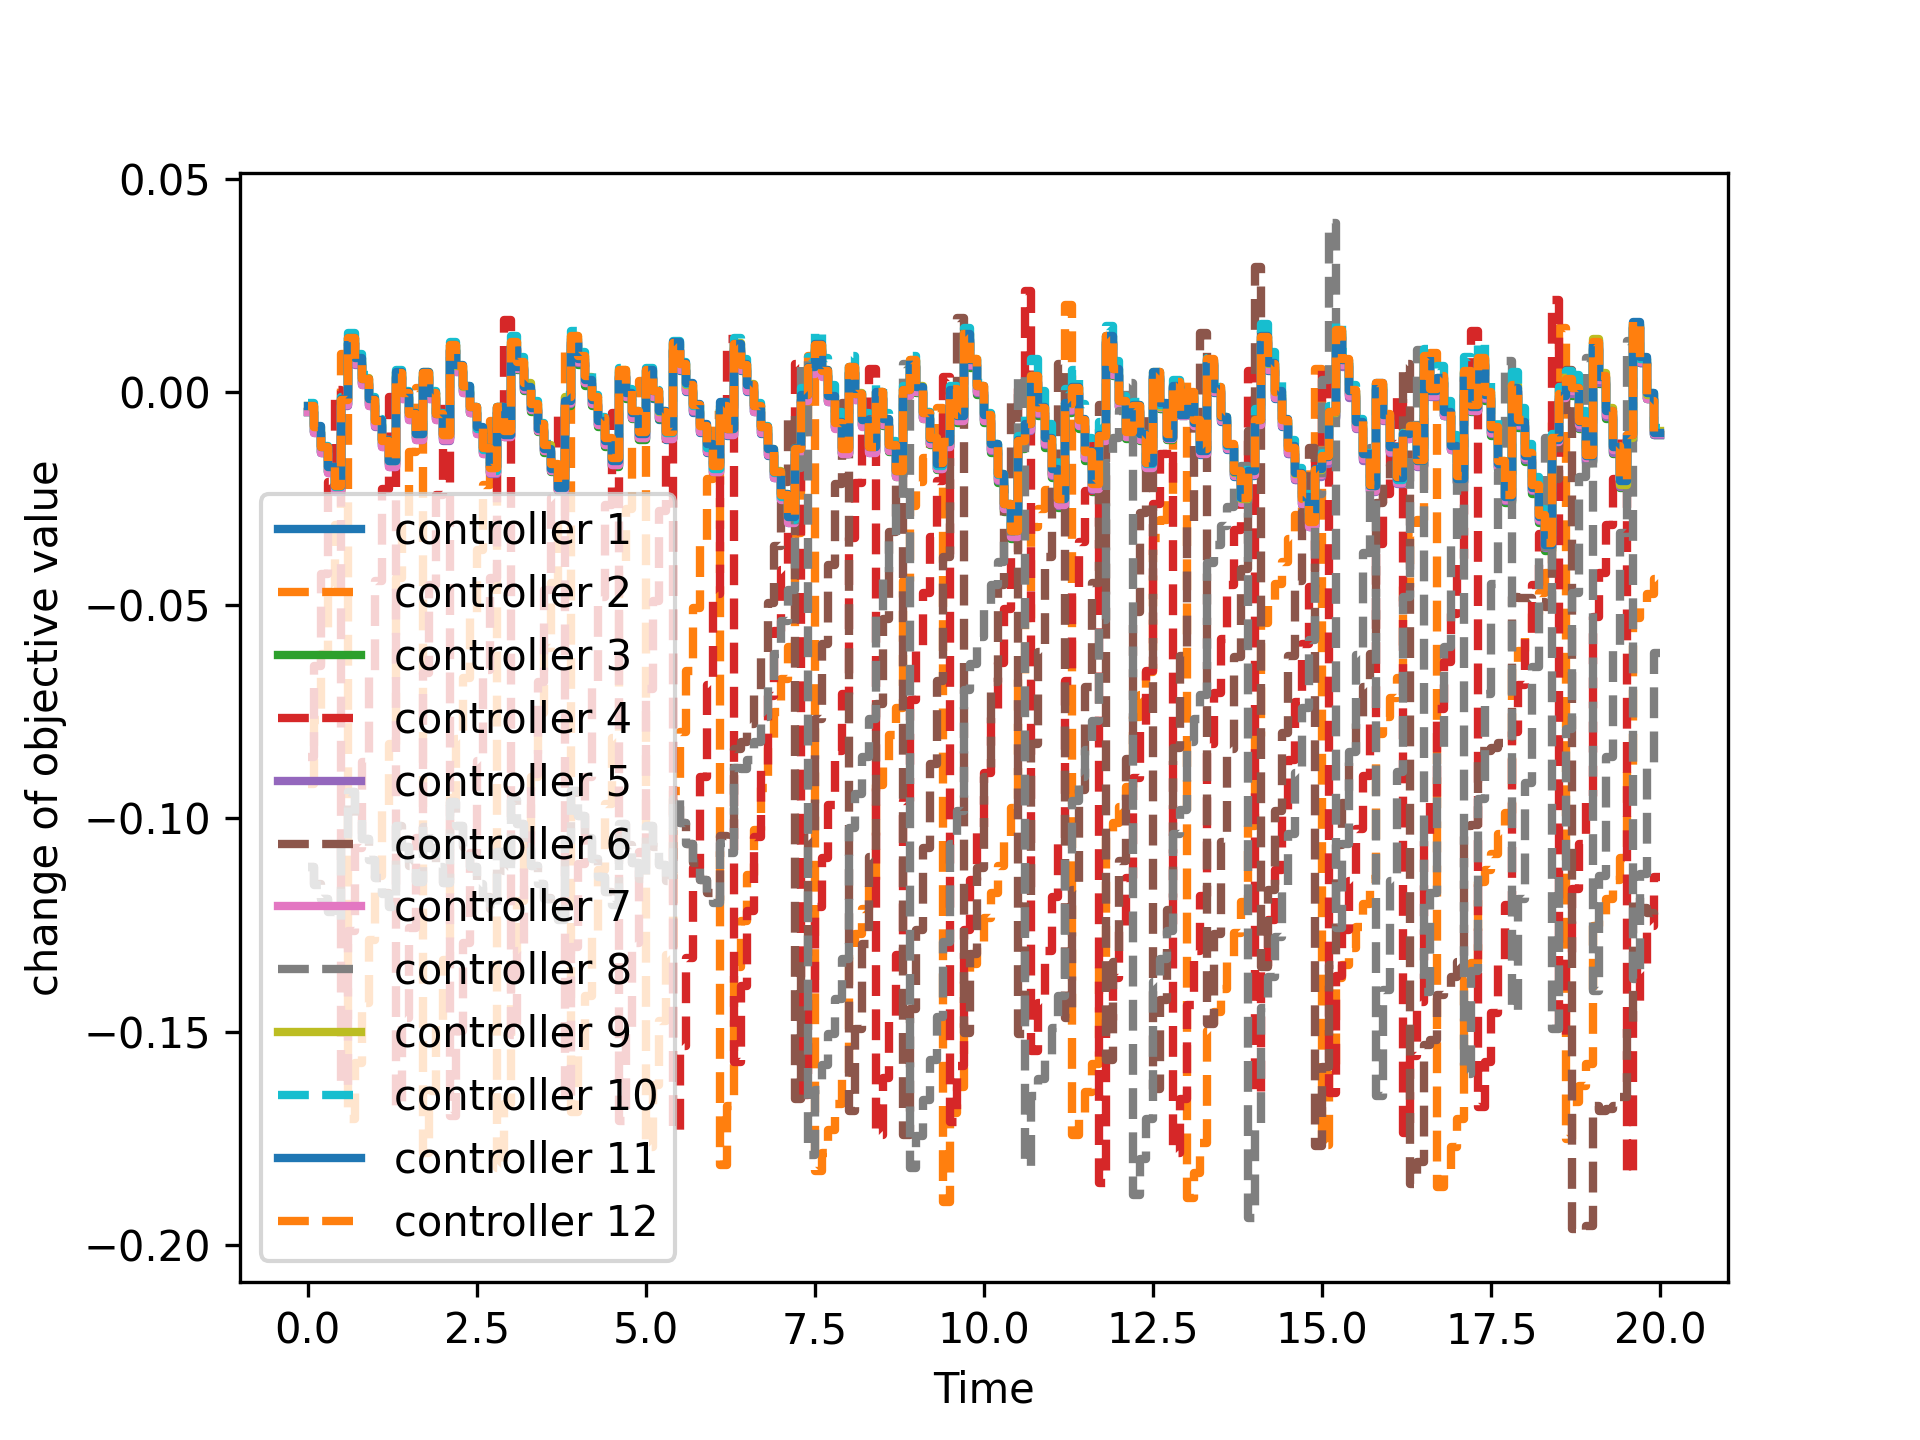 0.05
0.00
−0.05
−0.10
−0.15
−0.20
change of objective value
controller 1
controller 2
controller 3
controller 4
controller 5
controller 6
controller 7
controller 8
controller 9
controller 10
controller 11
controller 12
0.0 2.5 5.0 7.5 10.0 12.5 15.0 17.5 20.0
Time